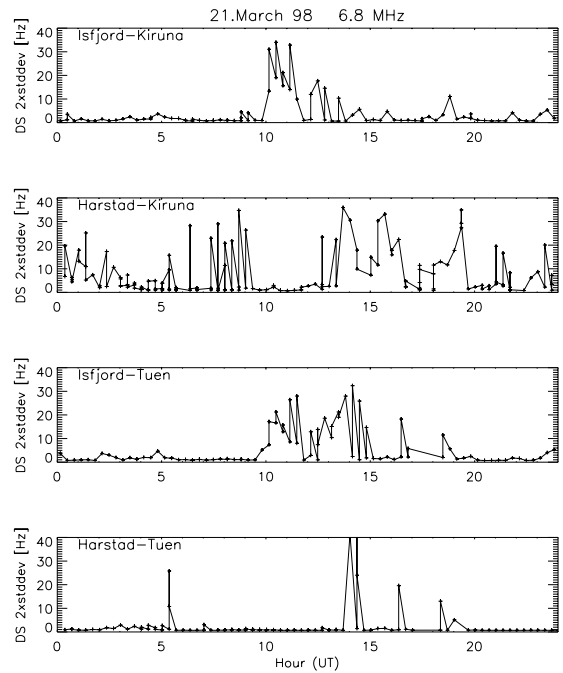 21.March 98 6.8 MHz
DS 2xstddev [Hz]
40
30
20
10
0
Isfjord-Kiruna
0 5 10 15 20
DS 2xstddev [Hz]
40
30
20
10
0
Harstad-Kiruna
0 5 10 15 20
DS 2xstddev [Hz]
40
30
20
10
0
Isfjord-Tuen
0 5 10 15 20
DS 2xstddev [Hz]
40
30
20
10
0
Harstad-Tuen
0 5 10 15 20
Hour (UT)